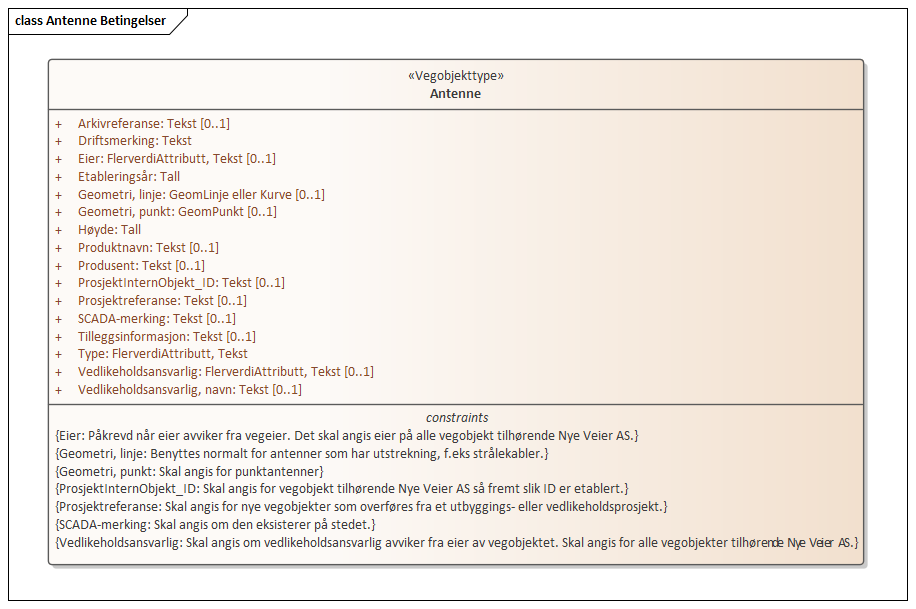 class Antenne Betingelser
«Vegobjekttype»
Antenne
+ Arkivreferanse: Tekst [0..1]
+ Driftsmerking: Tekst
+ Eier: FlerverdiAttributt, Tekst [0..1]
+ Etableringsår: Tall
+ Geometri, linje: GeomLinje eller Kurve [0..1]
+ Geometri, punkt: GeomPunkt [0..1]
+ Høyde: Tall
+ Produktnavn: Tekst [0..1]
+ Produsent: Tekst [0..1]
+ ProsjektInternObjekt_ID: Tekst [0..1]
+ Prosjektreferanse: Tekst [0..1]
+ SCADA-merking: Tekst [0..1]
+ Tilleggsinformasjon: Tekst [0..1]
+ Type: FlerverdiAttributt, Tekst
+ Vedlikeholdsansvarlig: FlerverdiAttributt, Tekst [0..1]
+ Vedlikeholdsansvarlig, navn: Tekst [0..1]
constraints
{Eier: Påkrevd når eier avviker fra vegeier. Det skal angis eier på alle vegobjekt tilhørende Nye Veier AS.}
{Geometri, linje: Benyttes normalt for antenner som har utstrekning, f.eks strålekabler.}
{Geometri, punkt: Skal angis for punktantenner}
{ProsjektInternObjekt_ID: Skal angis for vegobjekt tilhørende Nye Veier AS så fremt slik ID er etablert.}
{Prosjektreferanse: Skal angis for nye vegobjekter som overføres fra et utbyggings- eller vedlikeholdsprosjekt.}
{SCADA-merking: Skal angis om den eksisterer på stedet.}
{Vedlikeholdsansvarlig: Skal angis om vedlikeholdsansvarlig avviker fra eier av vegobjektet. Skal angis for alle vegobjekter tilhørende Nye Veier AS.}